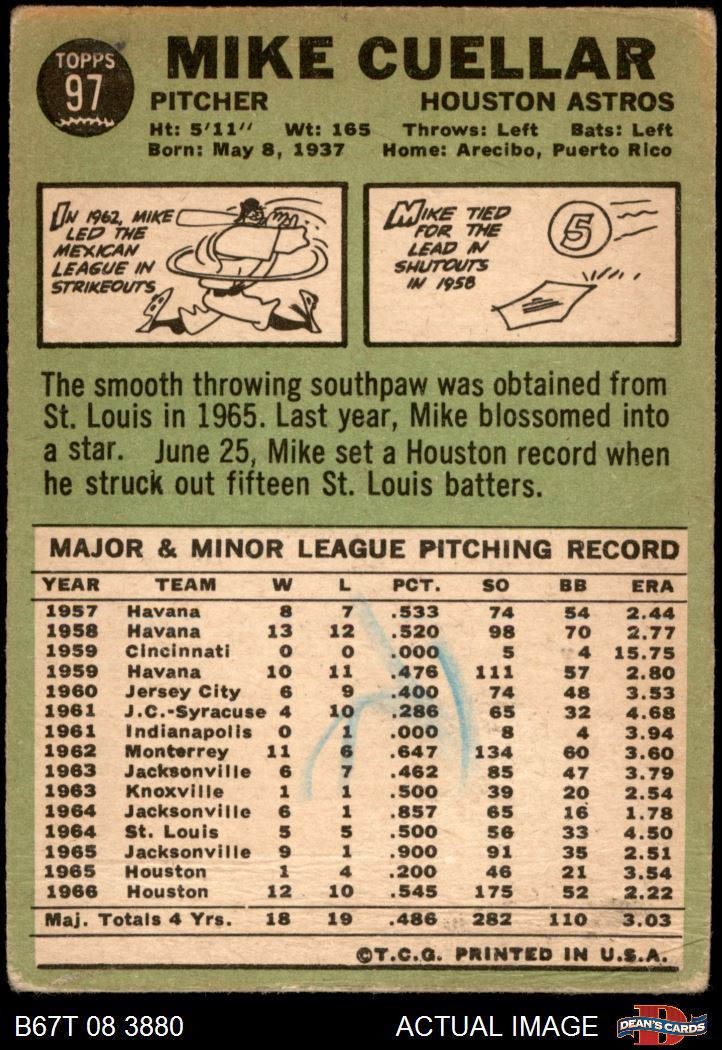 TOPPS
97
MIKE CUELLAR
PITCHER HOUSTON ASTROS
Ht: 5'11" Wt: 165 Throws: Left Bats: Left
Born: May 8, 1937 Home: Arecibo, Puerto Rico
IN 1962, MIKE
LED THE
MEXICAN
LEAGUE IN
STRIKEOUTS
MIKE TIED
FOR THE
LEAD IN
SHUTOUTS
IN 1958
5
The smooth throwing southpaw was obtained from
St. Louis in 1965. Last year, Mike blossomed into
a star. June 25, Mike set a Houston record when
he struck out fifteen St. Louis batters.
MAJOR & MINOR LEAGUE PITCHING RECORD
YEAR TEAM W L PCT. SO BB ERA
1957 Havana 8 7 .533 74 54 2.44
1958 Havana 13 12 .520 98 70 2.77
1959 Cincinnati 0 0 .000 5 4 15.75
1959 Havana 10 11 .476 111 57 2.80
1960 Jersey City 6 9 .400 74 48 3.53
1961 J.C.-Syracuse 4 10 .286 65 32 4.68
1961 Indianapolis 0 1 .000 8 4 3.94
1962 Monterrey 11 6 .647 134 60 3.60
1963 Jacksonville 6 7 .462 85 47 3.79
1963 Knoxville 1 1 .500 39 20 2.54
1964 Jacksonville 6 1 .857 65 16 1.78
1964 St. Louis 5 5 .500 56 33 4.50
1965 Jacksonville 9 1 .900 91 35 2.51
1965 Houston 1 4 .200 46 21 3.54
1966 Houston 12 10 .545 175 52 2.22
Maj. Totals 4 Yrs. 18 19 .486 282 110 3.03
©T.C.G. PRINTED IN U.S.A.
B67T 08 3880 ACTUAL IMAGE D DEAN'S CARDS